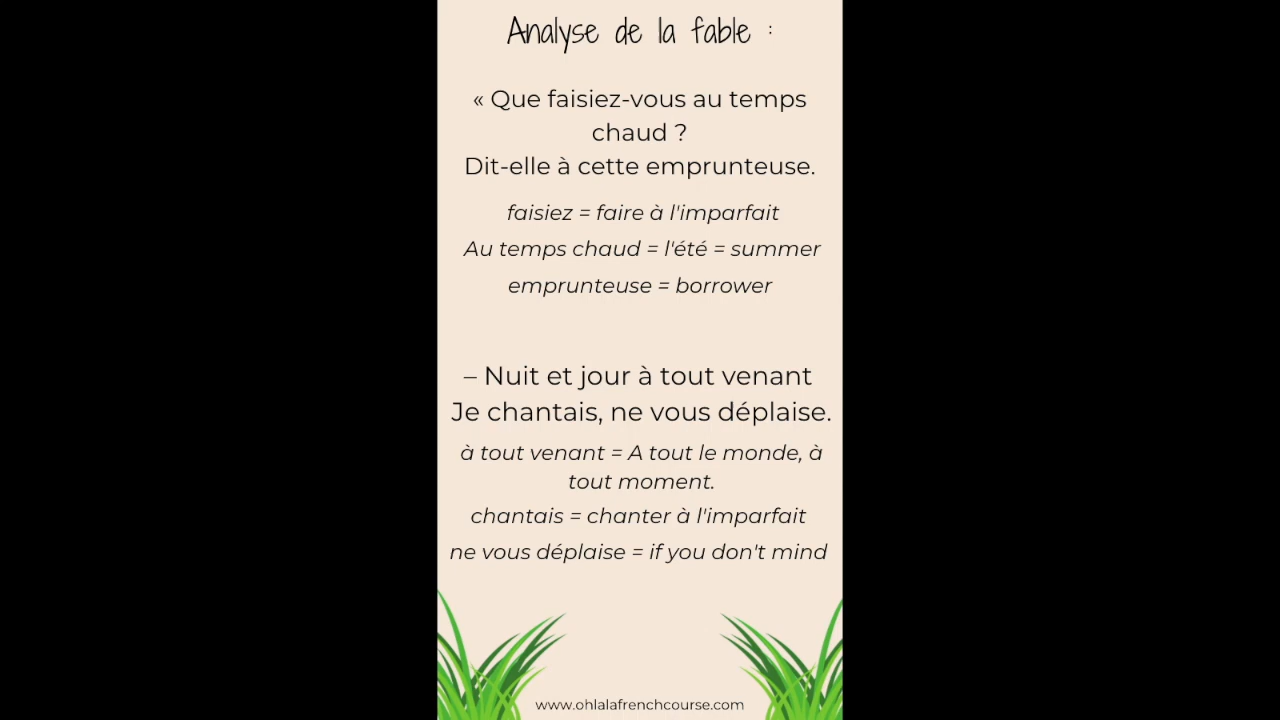 Analyse de la fable :
« Que faisiez-vous au temps
chaud ?
Dit-elle à cette emprunteuse.
faisiez = faire à l'imparfait
Au temps chaud = l'été = summer
emprunteuse = borrower
– Nuit et jour à tout venant
Je chantais, ne vous déplaise.
à tout venant = A tout le monde, à
tout moment.
chantais = chanter à l'imparfait
ne vous déplaise = if you don't mind
www.ohlalafrenchcourse.com